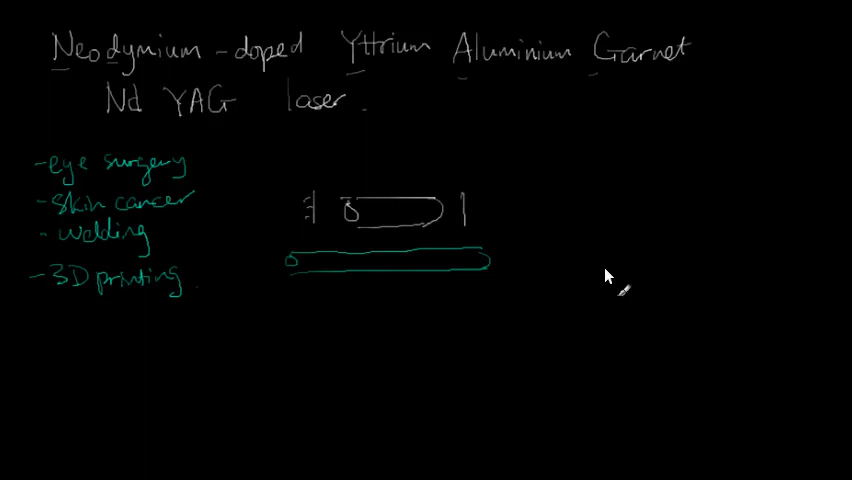 Neodymium-doped Yttrium Aluminium Garnet
Nd YAG laser.
- eye surgery
- skin cancer
- welding
- 3D printing